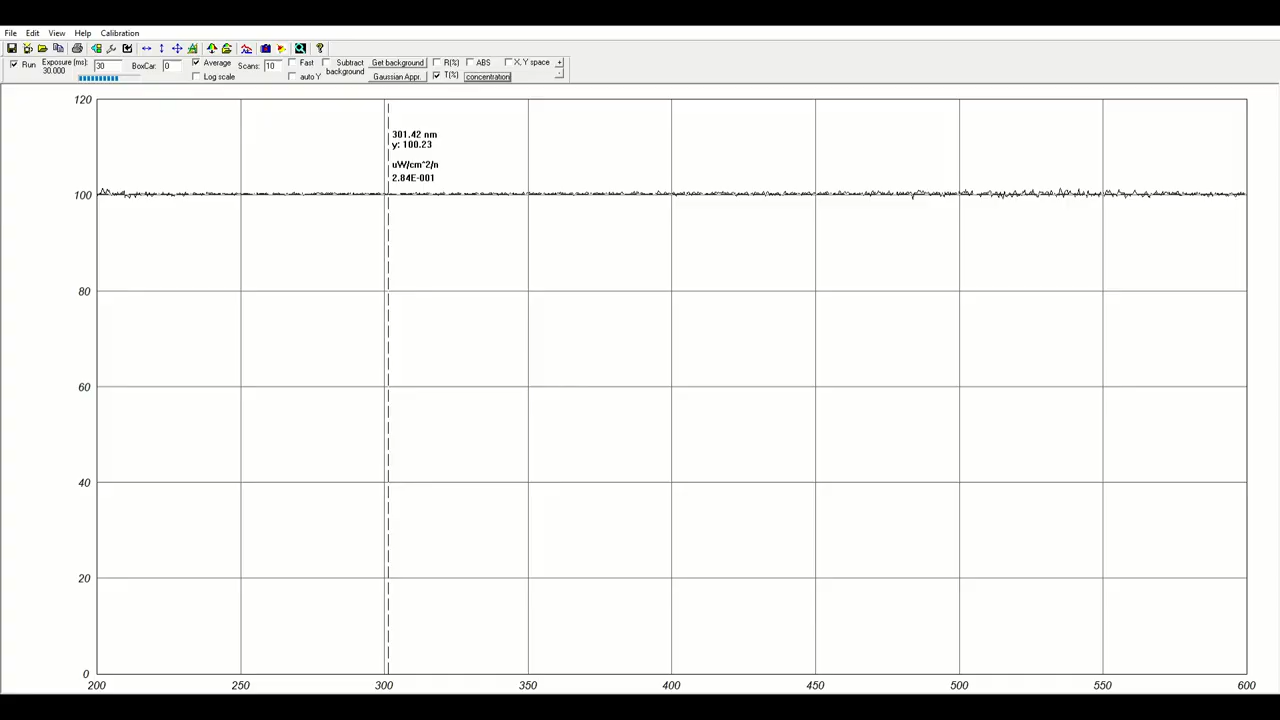 File Edit View Help Calibration
Run Exposure (ms): 30 BoxCar: 0 Average Scans: 10 Fast Subtract background Get background R(%) ABS X, Y space +
30.000 Log scale auto Y Gaussian Appr. T(%) concentration -
120
301.42 nm
y: 100.23
uW/cm^2/n
2.84E-001
100
80
60
40
20
0
200 250 300 350 400 450 500 550 600